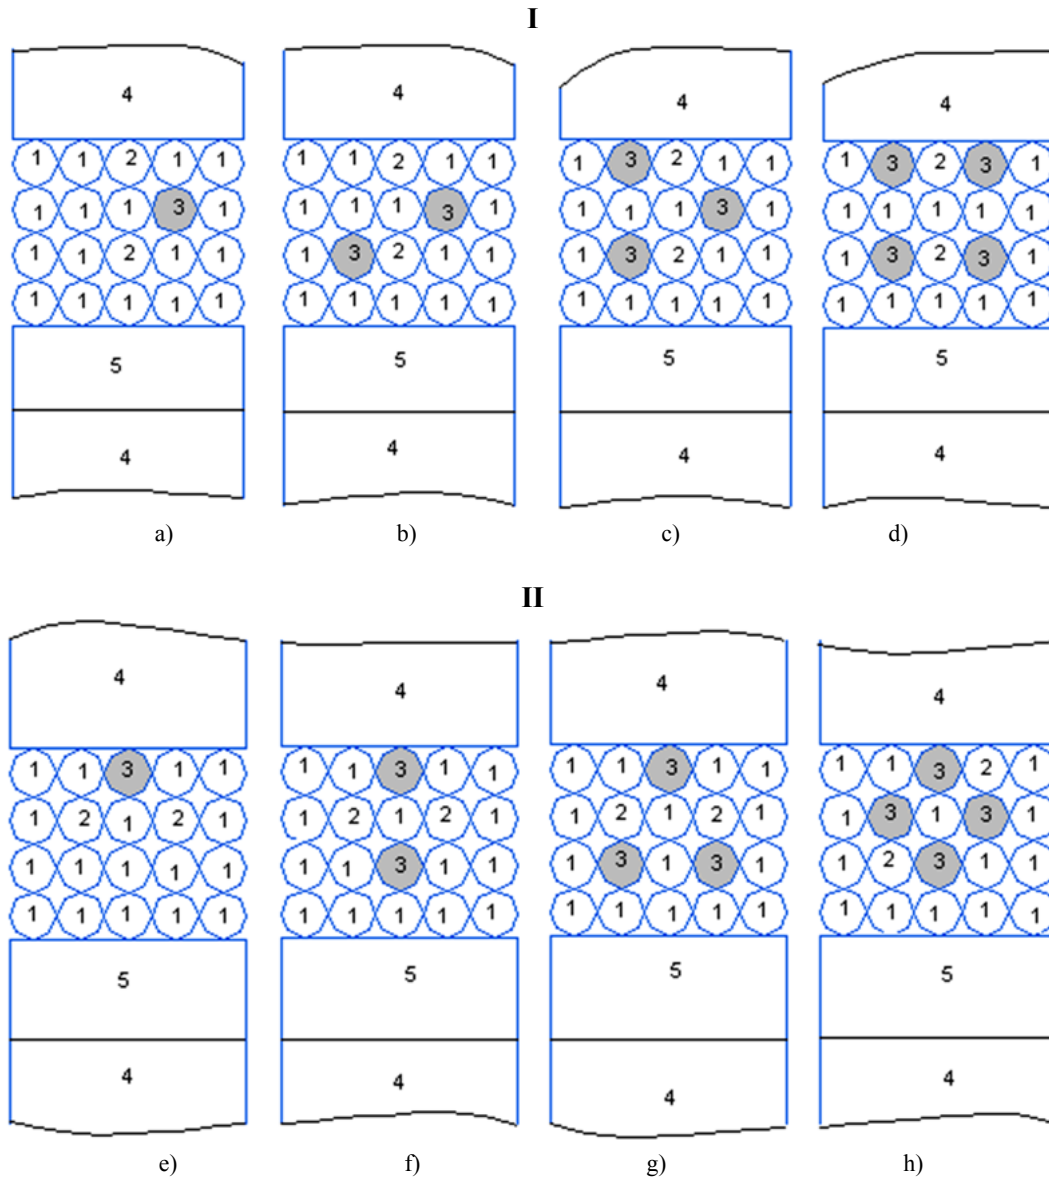 I
4 4 4 4
1 1 2 1 1 1 1 2 1 1 1 3 2 1 1 1 3 2 3 1
1 1 1 3 1 1 1 1 3 1 1 1 1 3 1 1 1 1 1 1
1 1 2 1 1 1 3 2 1 1 1 3 2 1 1 1 3 2 3 1
1 1 1 1 1 1 1 1 1 1 1 1 1 1 1 1 1 1 1 1
5 5 5 5
4 4 4 4
a) b) c) d)
II
4 4 4 4
1 1 3 1 1 1 1 3 1 1 1 1 3 1 1 1 1 3 2 1
1 2 1 2 1 1 2 1 2 1 1 2 1 2 1 1 3 1 3 1
1 1 1 1 1 1 1 3 1 1 1 3 1 3 1 1 2 3 1 1
1 1 1 1 1 1 1 1 1 1 1 1 1 1 1 1 1 1 1 1
5 5 5 5
4 4 4 4
e) f) g) h)